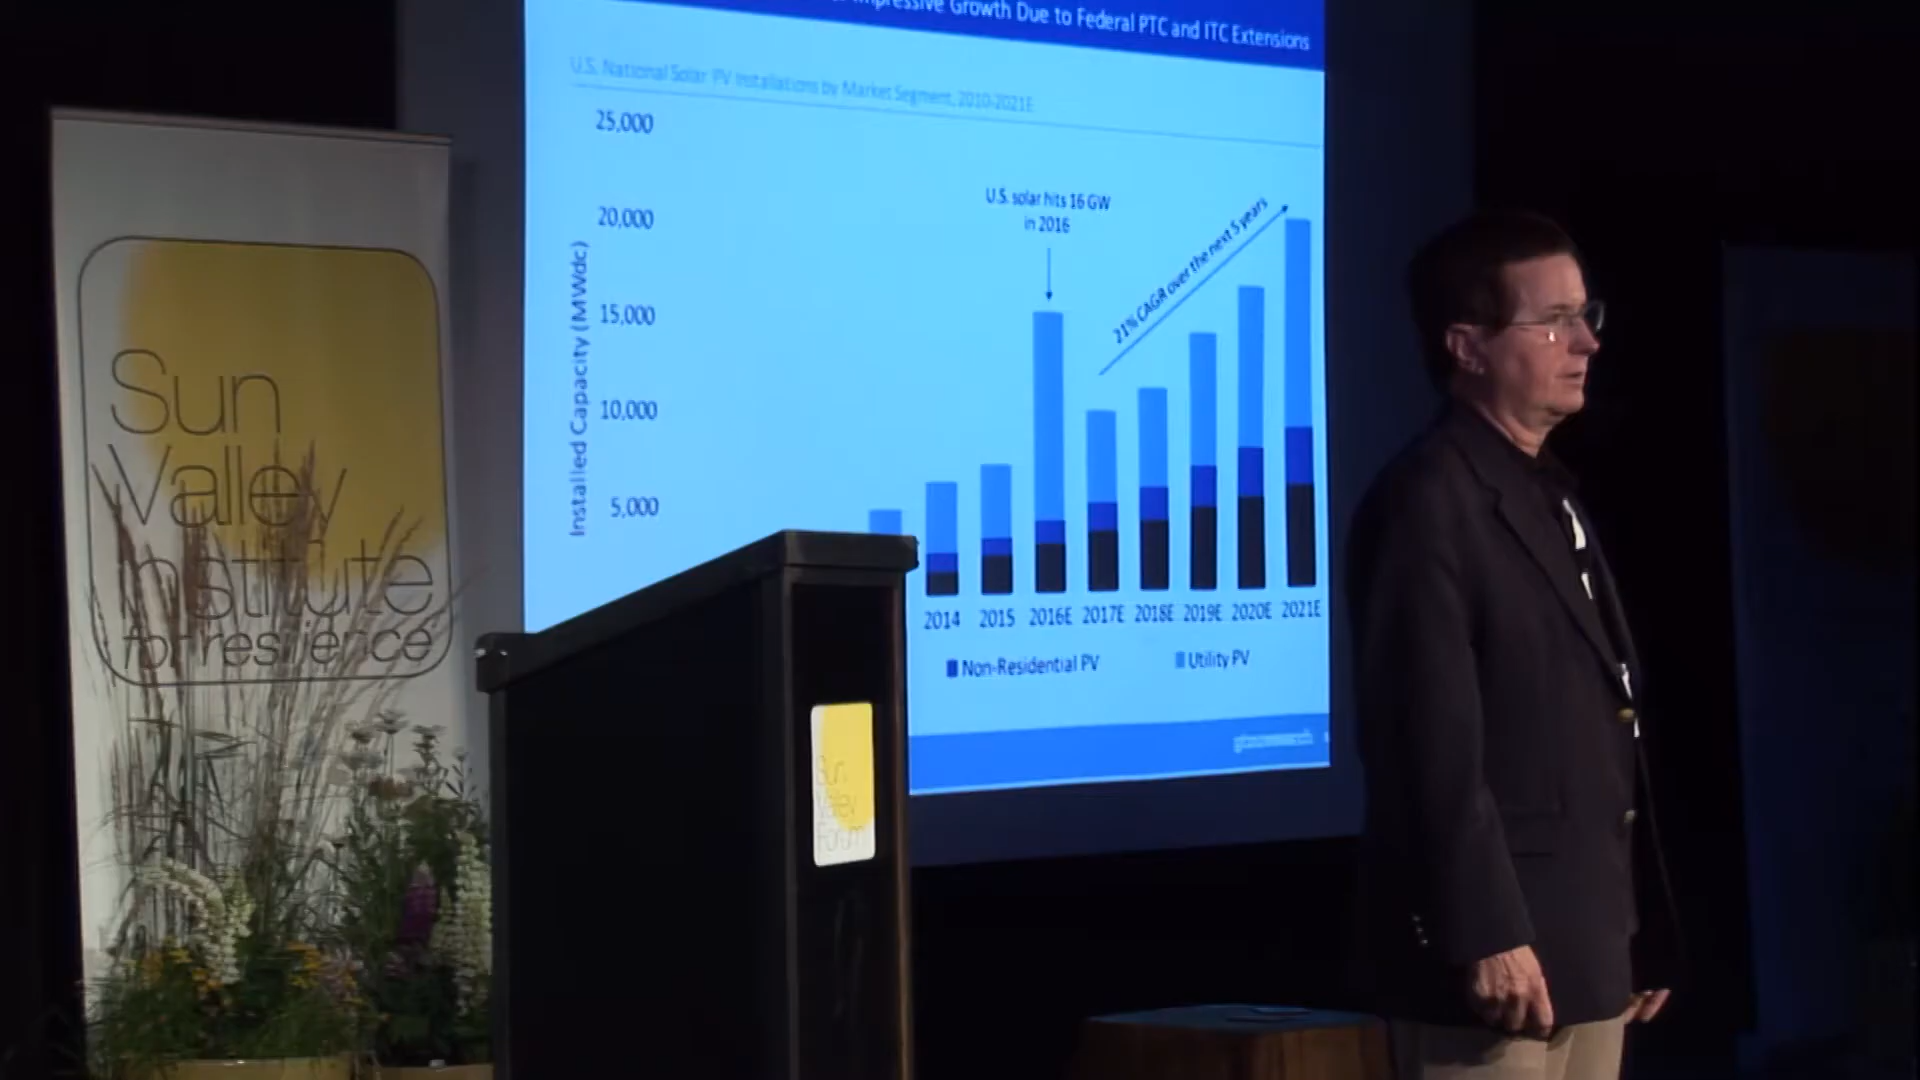 Impressive Growth Due to Federal PTC and ITC Extensions
U.S. National Solar PV Installations by Market Segment, 2010-2021E
25,000
20,000
15,000
10,000
5,000
Installed Capacity (MWdc)
U.S. solar hits 16 GW
in 2016
21% CAGR over the next 5 years
2014 2015 2016E 2017E 2018E 2019E 2020E 2021E
Non-Residential PV Utility PV
Sun
Valley
Institute
for resilience
Sun
Valley
Forum